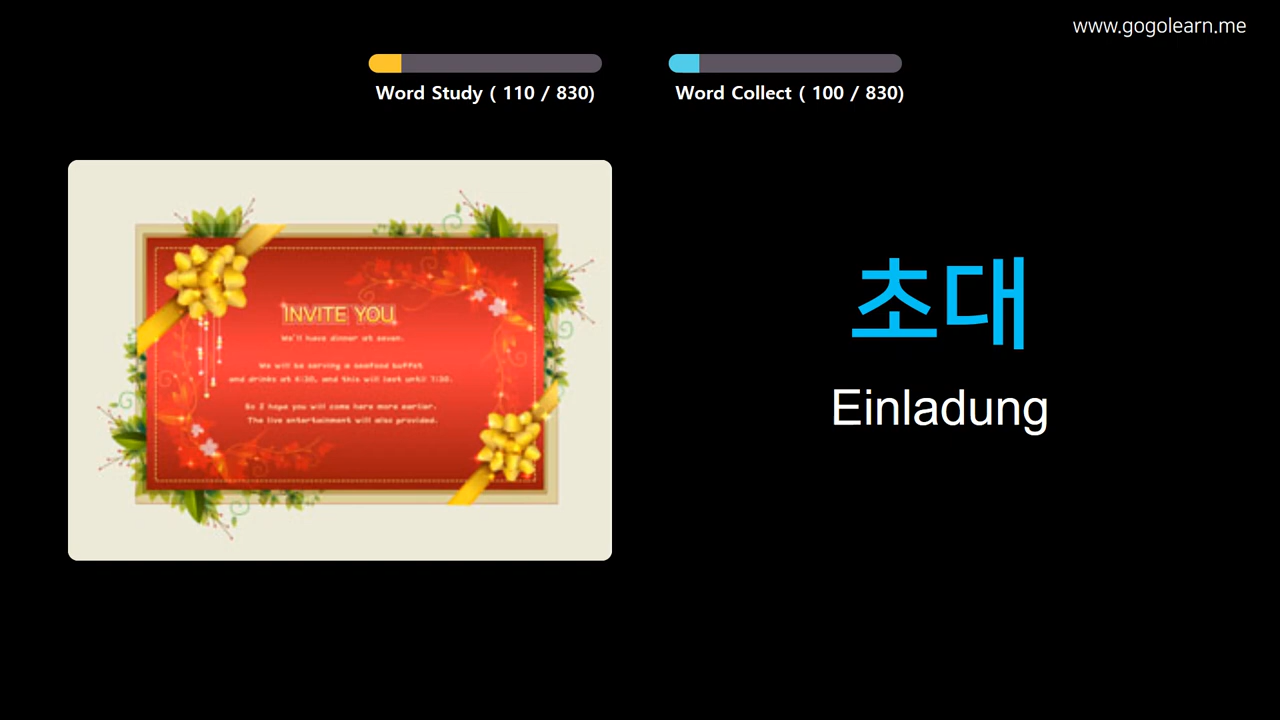 www.gogolearn.me
Word Study ( 110 / 830)
Word Collect ( 100 / 830)
INVITE YOU
We'll have dinner at seven.
We will be serving a seafood buffet
and drinks at 6:30, and this will last until 7:30.
So I hope you will come here more earlier.
The live entertainment will also provided.
초대
Einladung